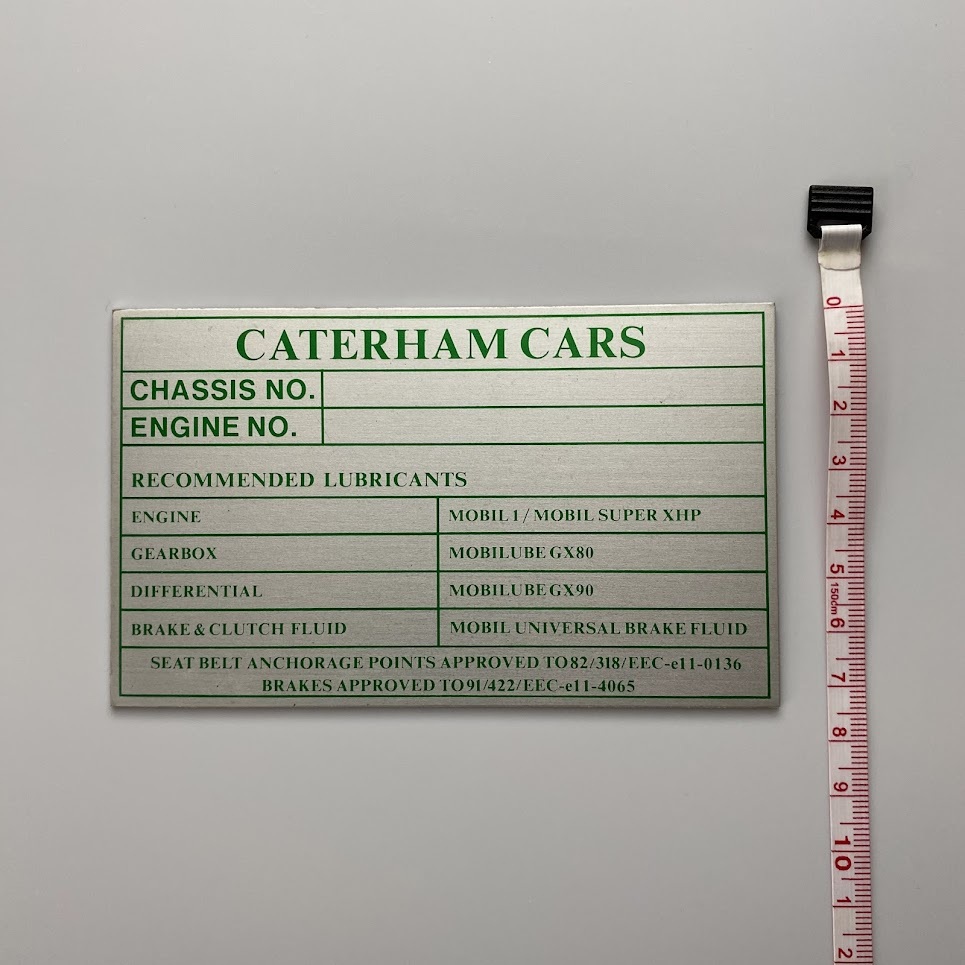 CATERHAM CARS
CHASSIS NO.
ENGINE NO.
RECOMMENDED LUBRICANTS
ENGINE MOBIL 1 / MOBIL SUPER XHP
GEARBOX MOBILUBE GX80
DIFFERENTIAL MOBILUBE GX90
BRAKE & CLUTCH FLUID MOBIL UNIVERSAL BRAKE FLUID
SEAT BELT ANCHORAGE POINTS APPROVED TO 82/318/EEC-e11-0136
BRAKES APPROVED TO 91/422/EEC-e11-4065
0
1
2
3
4
5
150cm
6
7
8
9
10
1
2